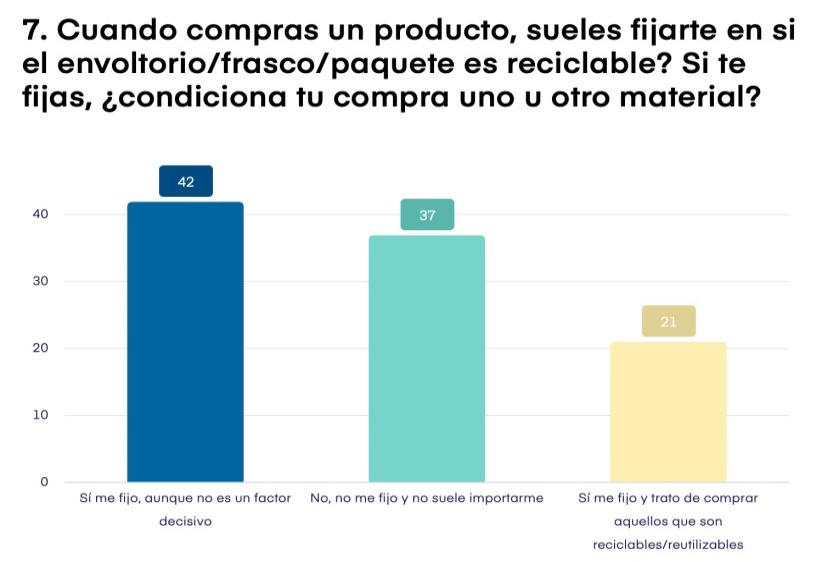 7. Cuando compras un producto, sueles fijarte en si
el envoltorio/frasco/paquete es reciclable? Si te
fijas, ¿condiciona tu compra uno u otro material?
42
37
21
40
30
20
10
0
Sí me fijo, aunque no es un factor
decisivo
No, no me fijo y no suele importarme
Sí me fijo y trato de comprar
aquellos que son
reciclables/reutilizables